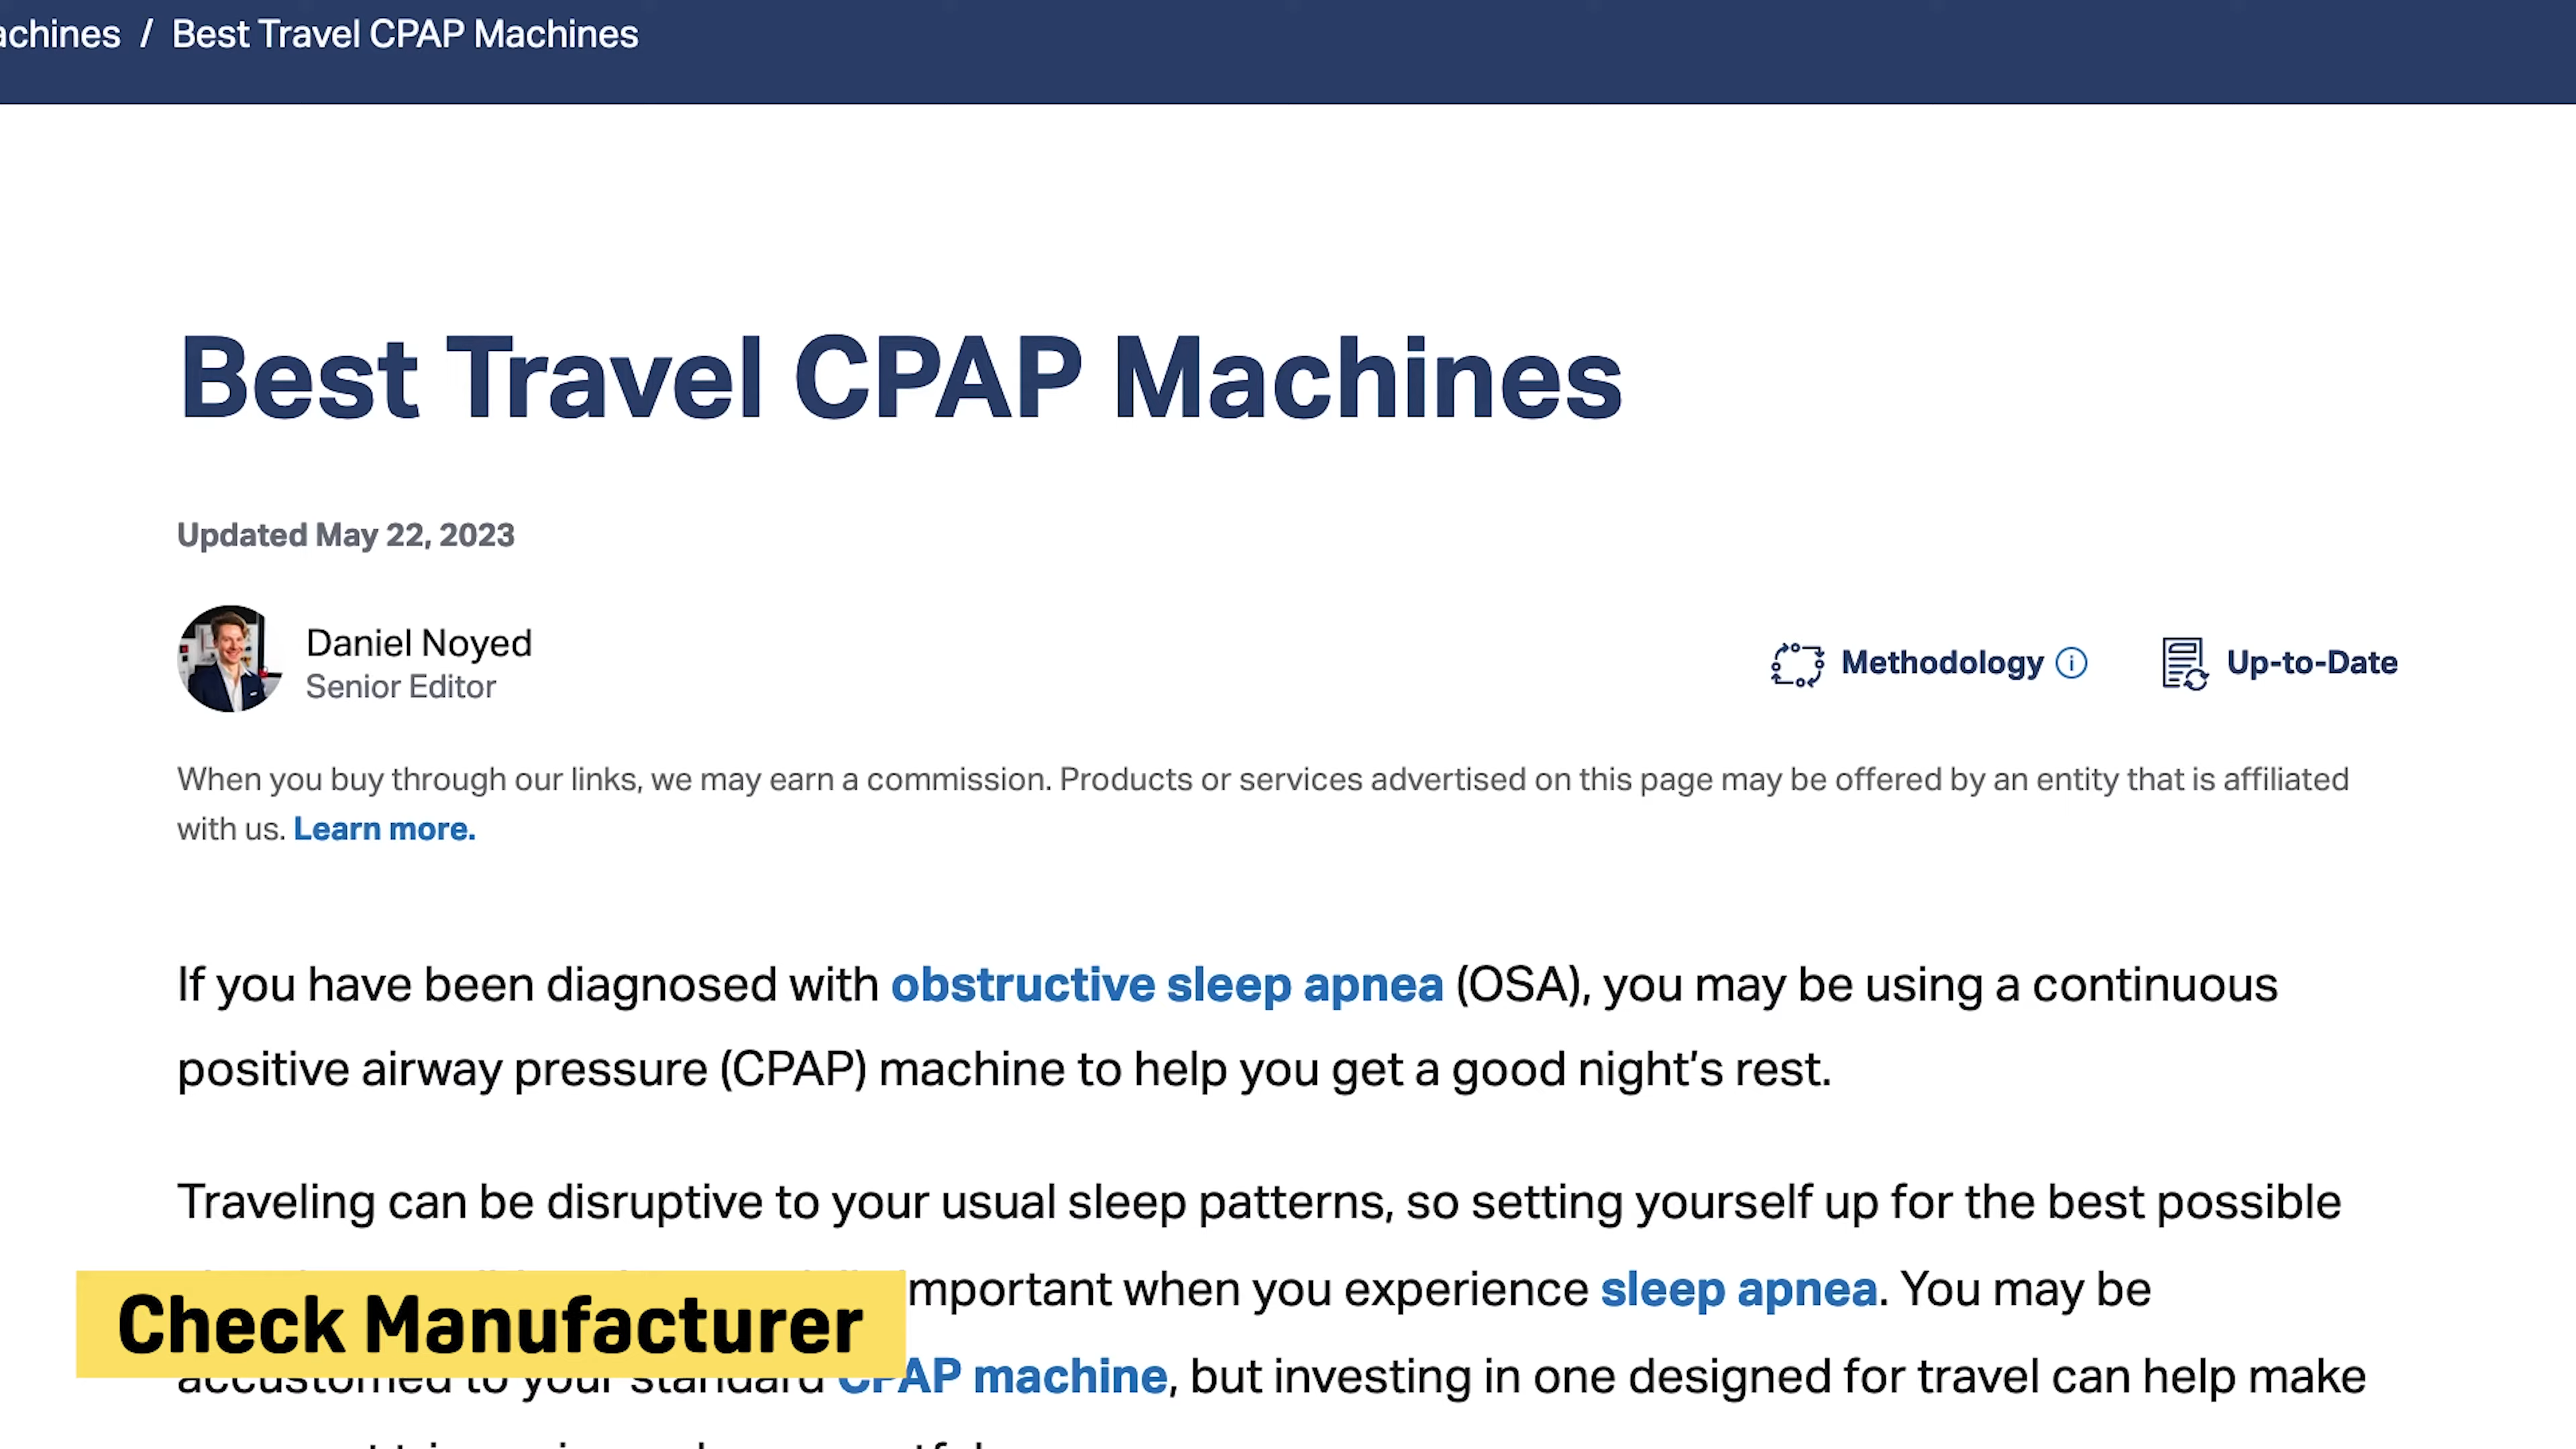 achines / Best Travel CPAP Machines
Best Travel CPAP Machines
Updated May 22, 2023
Daniel Noyed
Senior Editor
Methodology
Up-to-Date
When you buy through our links, we may earn a commission. Products or services advertised on this page may be offered by an entity that is affiliated
with us. Learn more.
If you have been diagnosed with obstructive sleep apnea (OSA), you may be using a continuous
positive airway pressure (CPAP) machine to help you get a good night's rest.
Traveling can be disruptive to your usual sleep patterns, so setting yourself up for the best possible
mportant when you experience sleep apnea. You may be
Check Manufacturer
accustomed to your standard CPAP machine, but investing in one designed for travel can help make